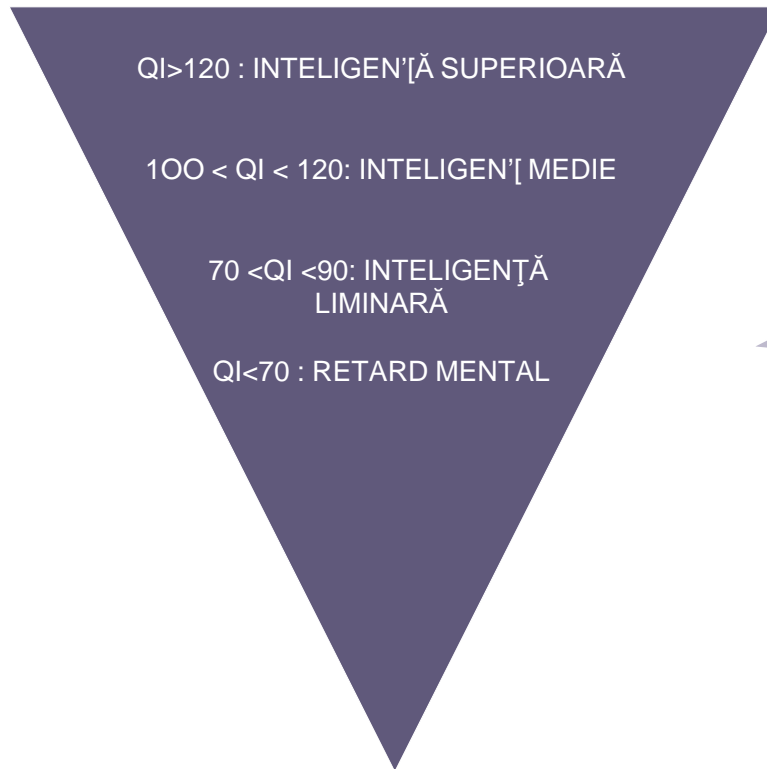 QI>120 : INTELIGEN'[Ă SUPERIOARĂ
1OO < QI < 120: INTELIGEN'[ MEDIE
70 <QI <90: INTELIGENŢĂ
LIMINARĂ
QI<70 : RETARD MENTAL